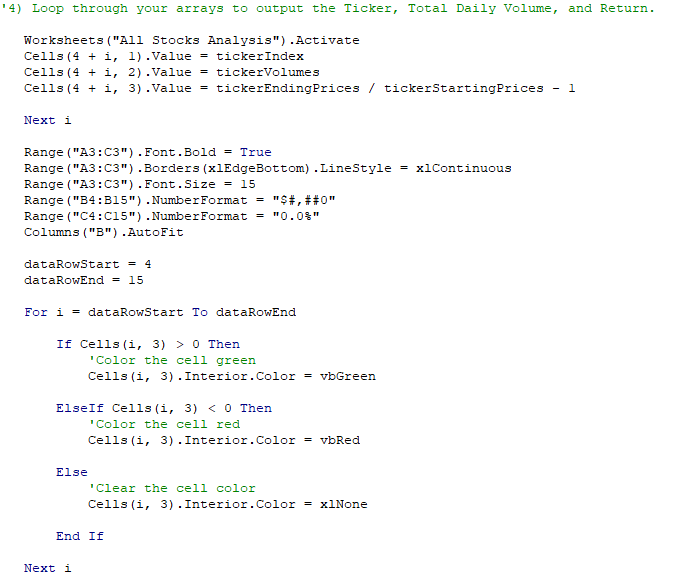 '4) Loop through your arrays to output the Ticker, Total Daily Volume, and Return.
Worksheets("All Stocks Analysis").Activate
Cells(4 + i, 1).Value = tickerIndex
Cells(4 + i, 2).Value = tickerVolumes
Cells(4 + i, 3).Value = tickerEndingPrices / tickerStartingPrices - 1
Next i
Range("A3:C3").Font.Bold = True
Range("A3:C3").Borders(xlEdgeBottom).LineStyle = xlContinuous
Range("A3:C3").Font.Size = 15
Range("B4:B15").NumberFormat = "$#,##0"
Range("C4:C15").NumberFormat = "0.0%"
Columns("B").AutoFit
dataRowStart = 4
dataRowEnd = 15
For i = dataRowStart To dataRowEnd
If Cells(i, 3) > 0 Then
'Color the cell green
Cells(i, 3).Interior.Color = vbGreen
ElseIf Cells(i, 3) < 0 Then
'Color the cell red
Cells(i, 3).Interior.Color = vbRed
Else
'Clear the cell color
Cells(i, 3).Interior.Color = xlNone
End If
Next i